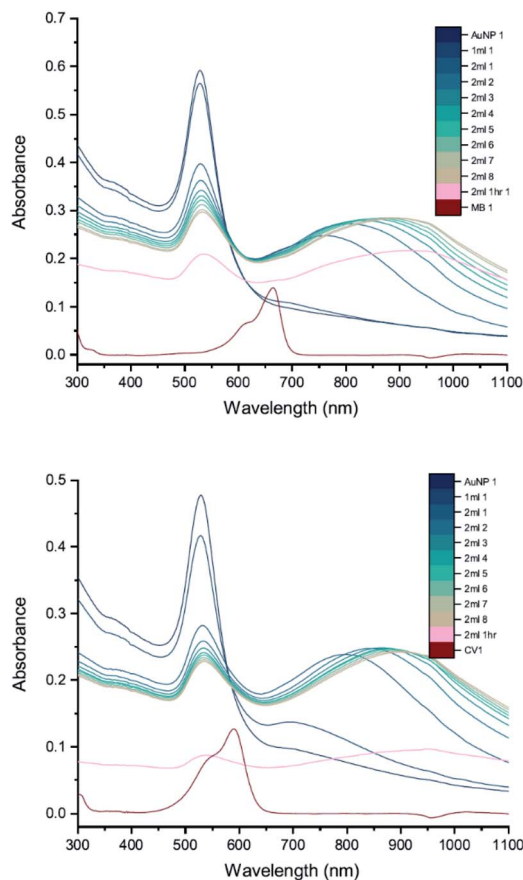 0.7
0.6
0.5
0.4
0.3
0.2
0.1
0.0
Absorbance
300 400 500 600 700 800 900 1000 1100
Wavelength (nm)
AuNP 1
1ml 1
2ml 1
2ml 2
2ml 3
2ml 4
2ml 5
2ml 6
2ml 7
2ml 8
2ml 1hr 1
MB 1
0.5
0.4
0.3
0.2
0.1
0.0
Absorbance
300 400 500 600 700 800 900 1000 1100
Wavelength (nm)
AuNP 1
1ml 1
2ml 1
2ml 2
2ml 3
2ml 4
2ml 5
2ml 6
2ml 7
2ml 8
2ml 1hr
CV1